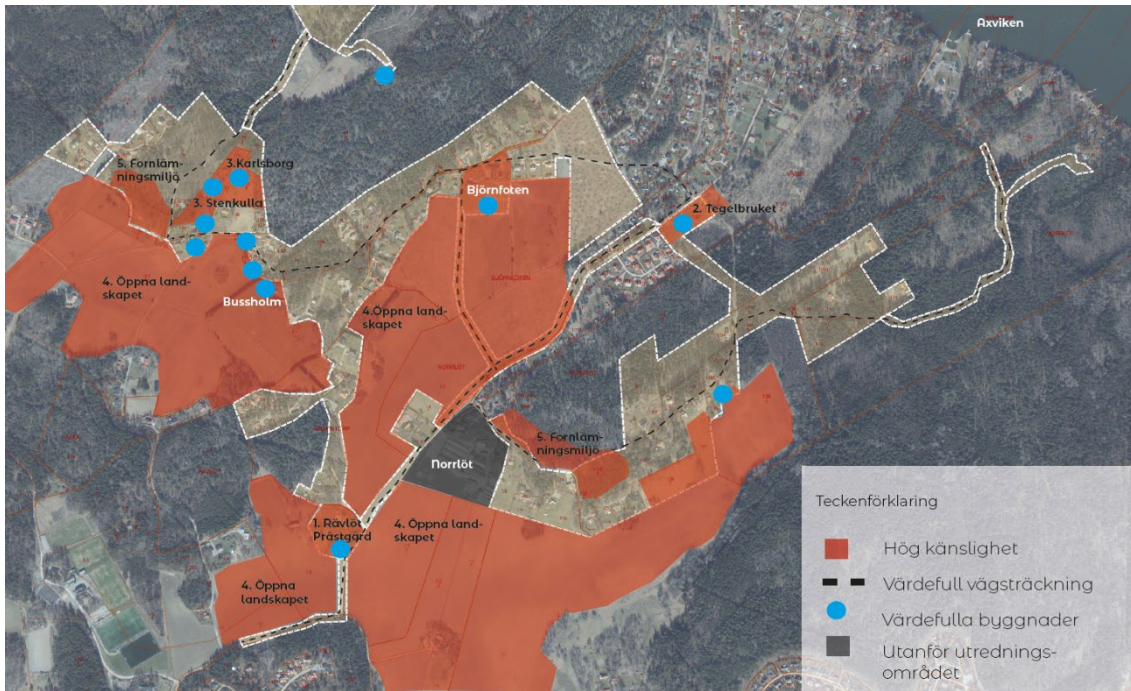 Axviken
5. Fornläm-
ningsmiljö
3.Karlsborg
3. Stenkulla
Björnfoten
2. Tegelbruket
4. Öppna land-
skapet
Bussholm
4.Öppna land-
skapet
5. Fornläm-
ningsmiljö
Norrlöt
1. Rävlöt
Prästgård
4. Öppna land-
skapet
4. Öppna
landskapet
Teckenförklaring
Hög känslighet
Värdefull vägsträckning
Värdefulla byggnader
Utanför utrednings-
området